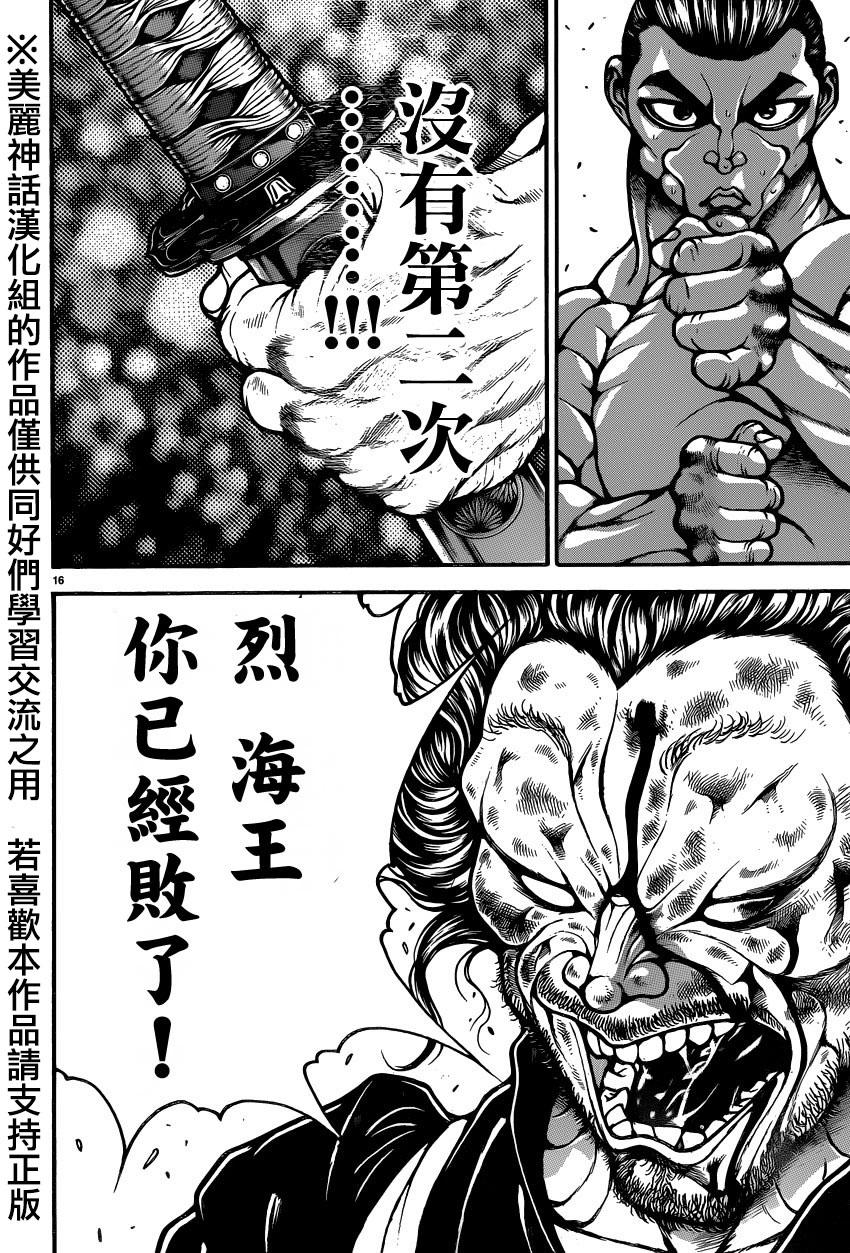 沒有第二次
…………!!!
16
烈 海王
你已經敗了！
※美麗神話漢化組的作品僅供同好們學習交流之用 若喜歡本作品請支持正版